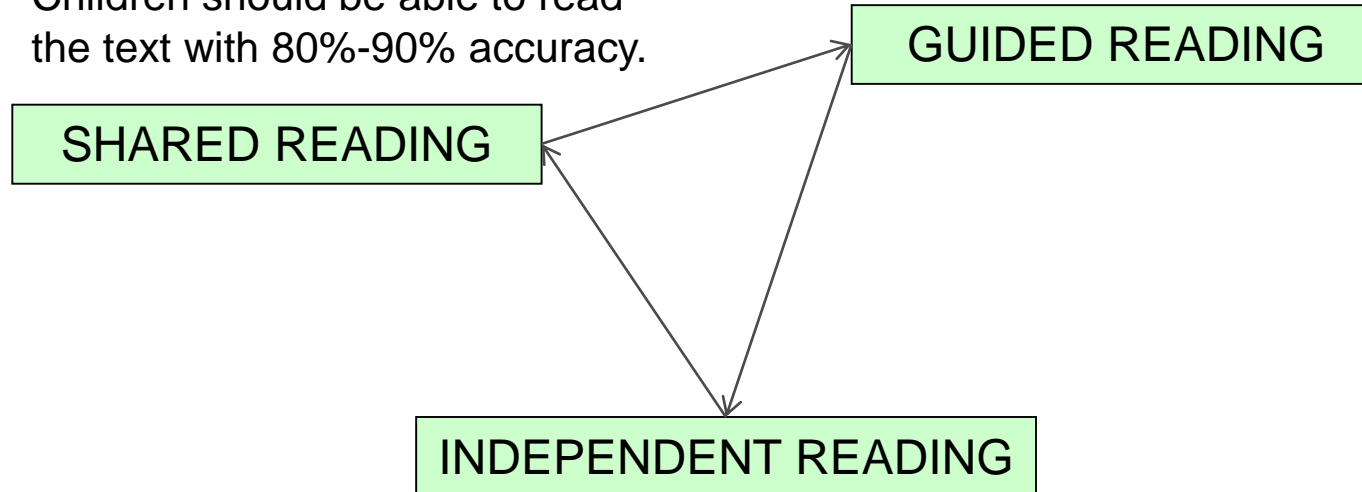 Children should be able to read
the text with 80%-90% accuracy.
GUIDED READING
SHARED READING
INDEPENDENT READING